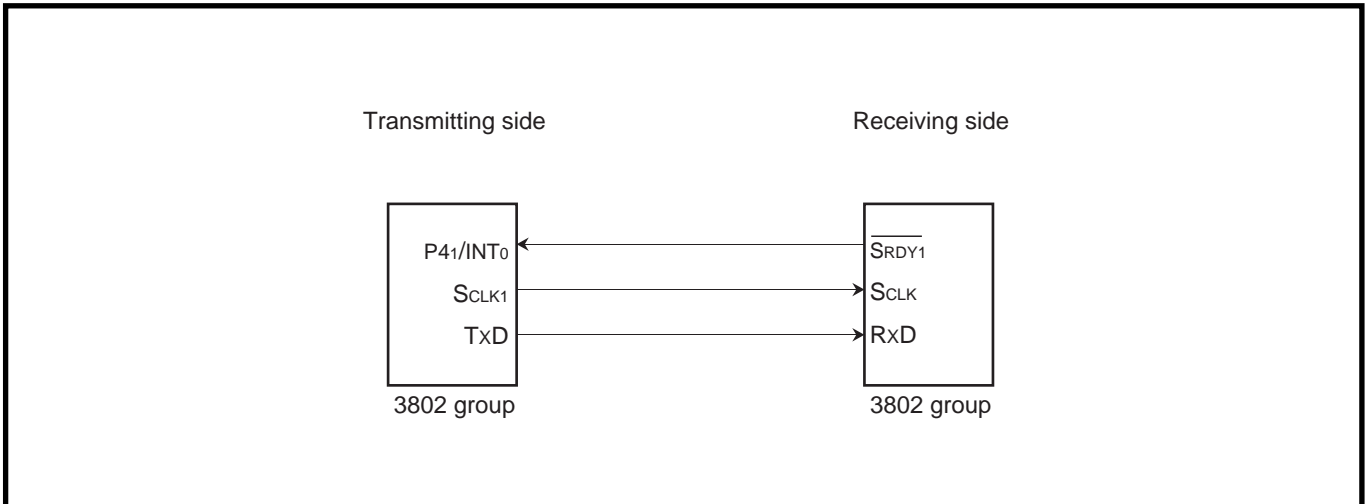 Transmitting side
Receiving side
P41/INT0
SCLK1
TXD
3802 group
SRDY1
SCLK
RXD
3802 group